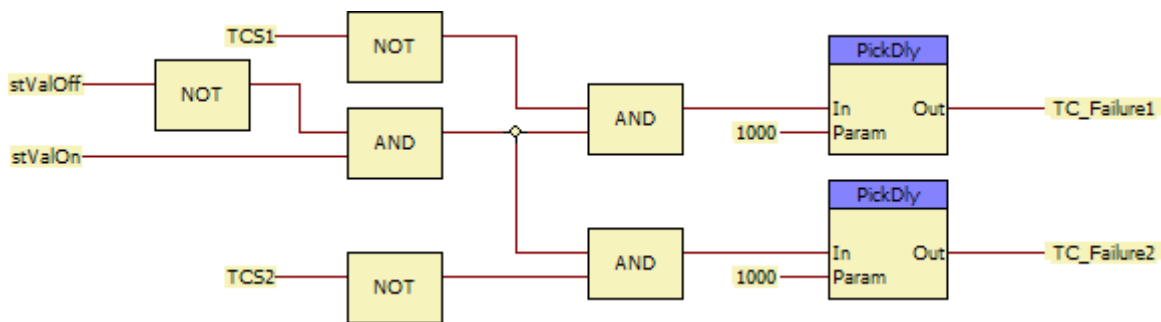 TCS1
NOT
PickDly
stValOff
NOT
In
Out
TC_Failure1
AND
AND
1000
Param
stValOn
PickDly
TCS2
NOT
AND
In
Out
TC_Failure2
1000
Param